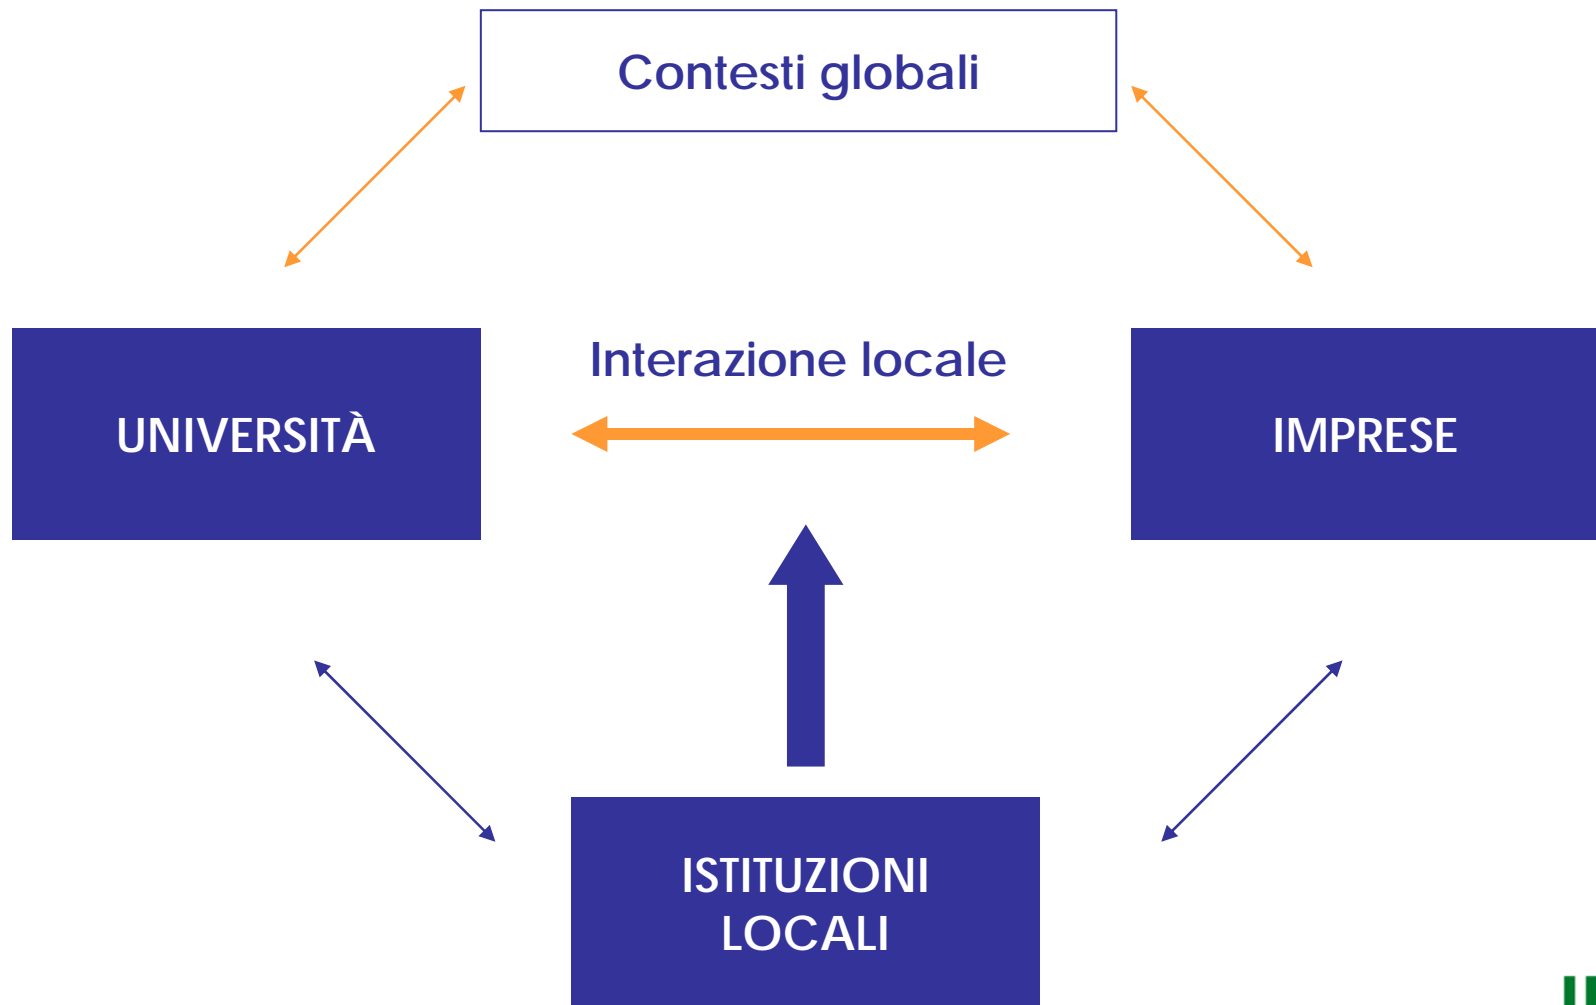 Contesti globali
Interazione locale
UNIVERSITÀ
IMPRESE
ISTITUZIONI
LOCALI